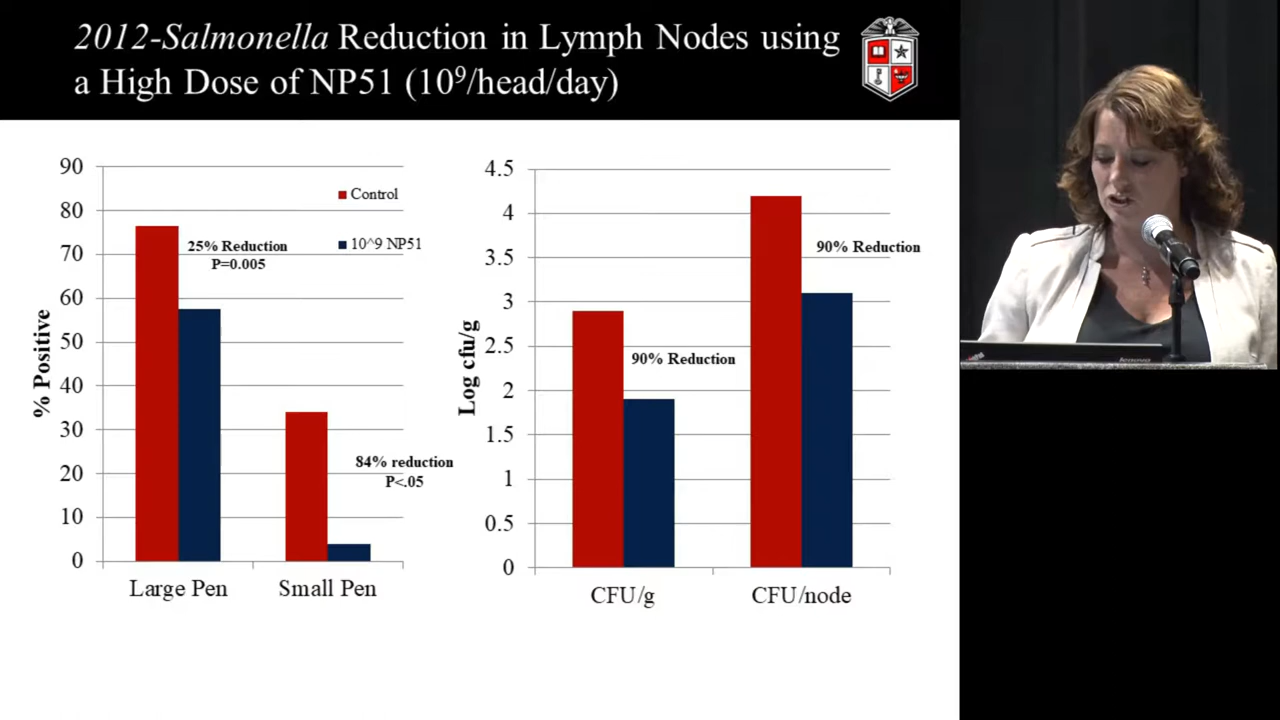 2012-Salmonella Reduction in Lymph Nodes using
a High Dose of NP51 (10⁹/head/day)
90
80
70
60
50
40
30
20
10
0
% Positive
Control
10^9 NP51
25% Reduction
P=0.005
84% reduction
P<.05
Large Pen
Small Pen
4.5
4
3.5
3
2.5
2
1.5
1
0.5
0
Log cfu/g
90% Reduction
90% Reduction
CFU/g
CFU/node
lenovo